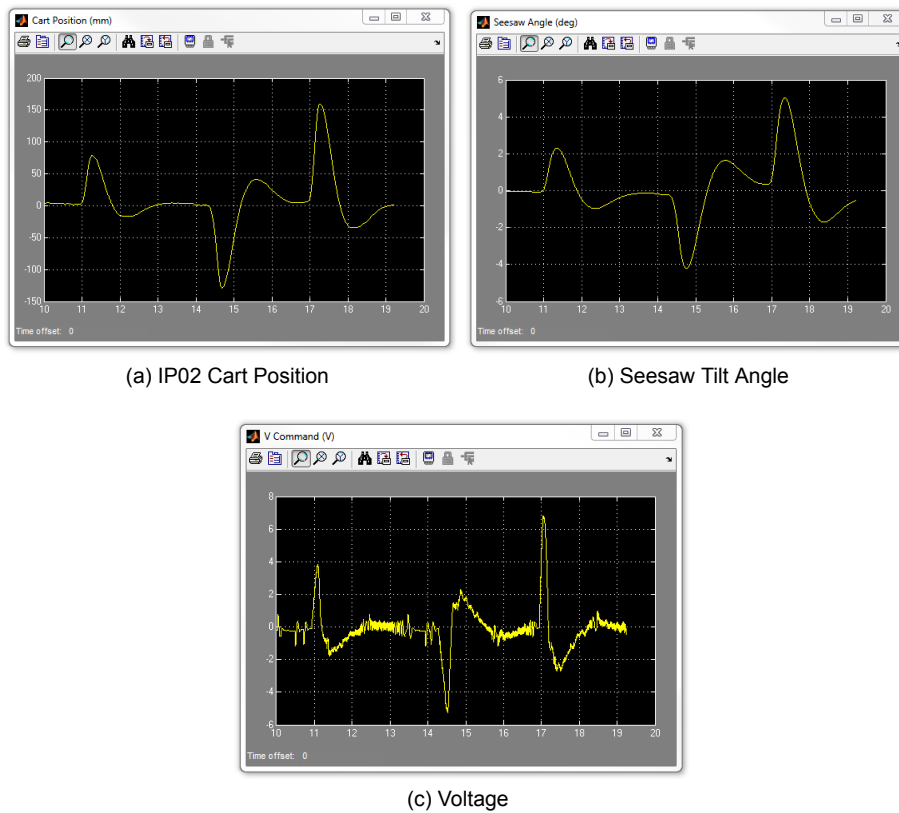 Cart Position (mm)
200
150
100
50
0
-50
-100
-150
10 11 12 13 14 15 16 17 18 19 20
Time offset: 0
(a) IP02 Cart Position
Seesaw Angle (deg)
6
4
2
0
-2
-4
-6
10 11 12 13 14 15 16 17 18 19 20
Time offset: 0
(b) Seesaw Tilt Angle
V Command (V)
8
6
4
2
0
-2
-4
-6
10 11 12 13 14 15 16 17 18 19 20
Time offset: 0
(c) Voltage